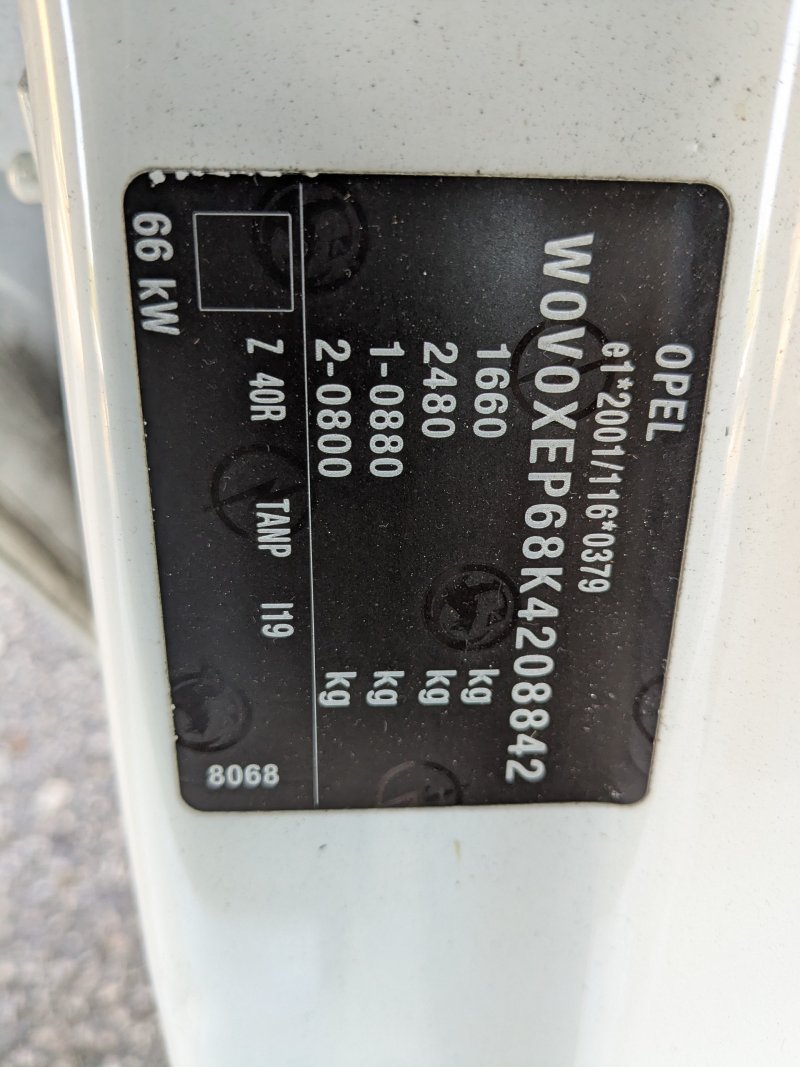 OPEL
e1*2001/116*0379
W0V0XEP68K4208842
1660 kg
2480 kg
1-0880 kg
2-0800 kg
Z 40R TANP I19
66 kW
8068